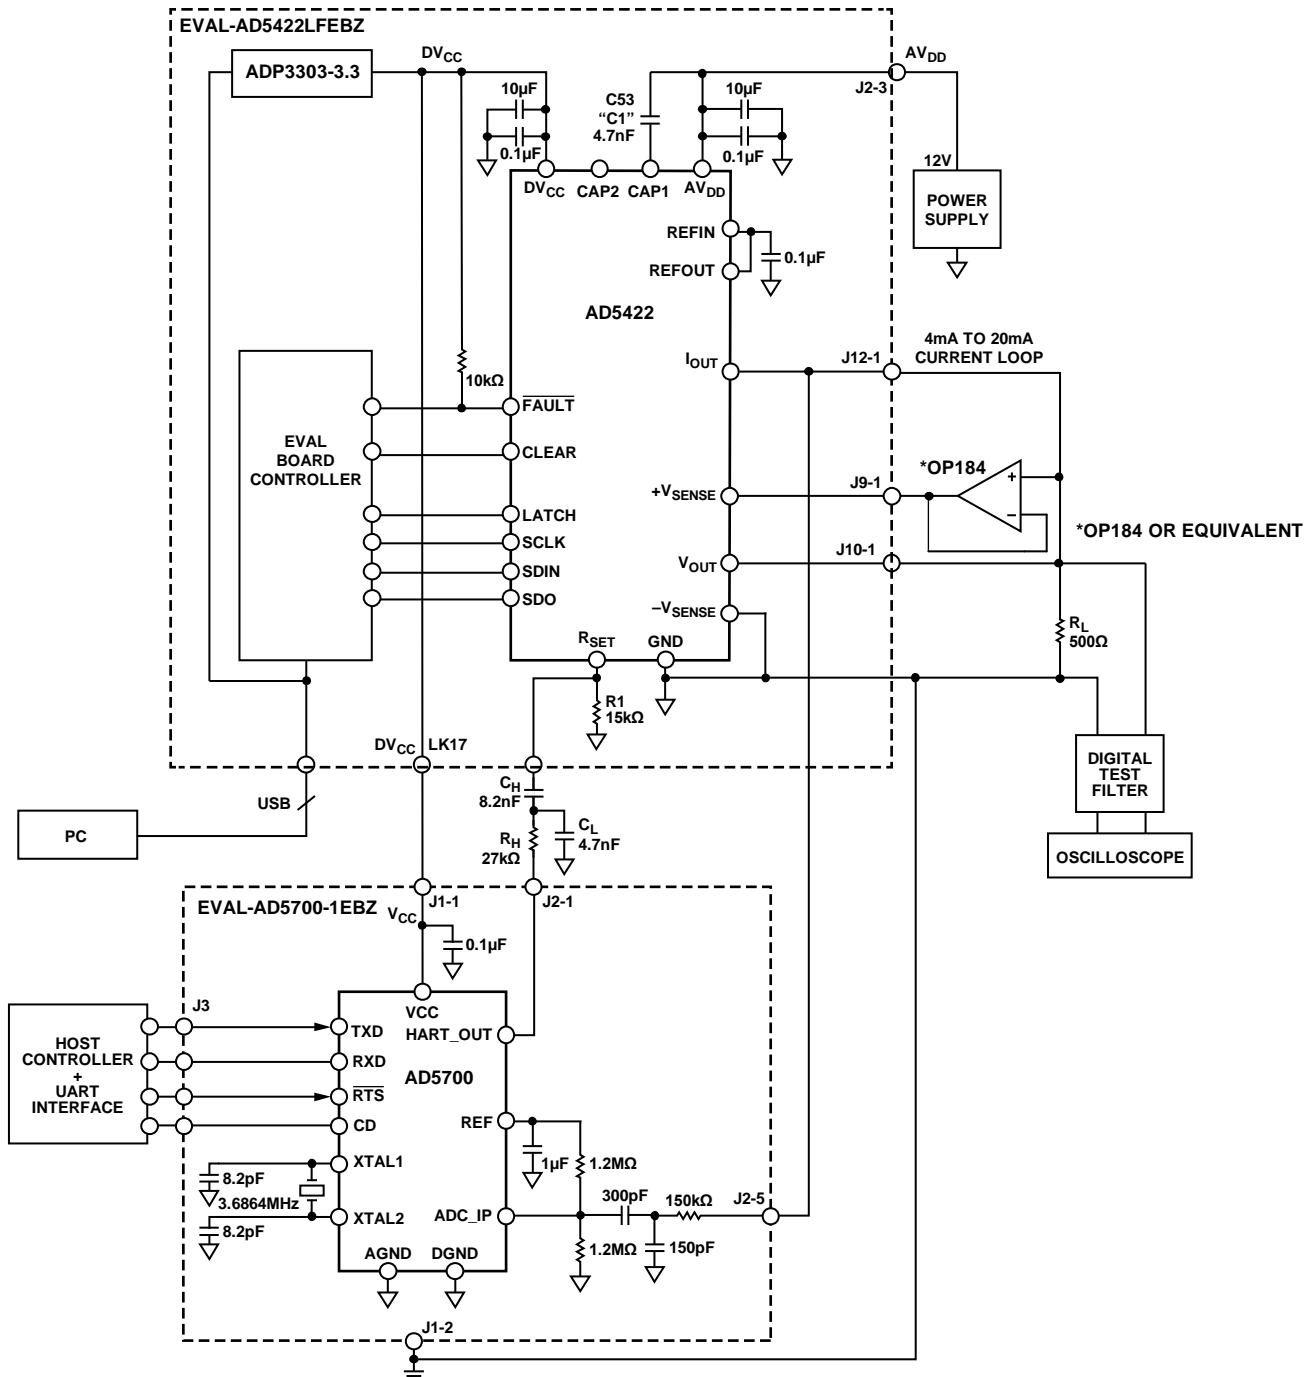 EVAL-AD5422LFEBZ
ADP3303-3.3
DVCC
AVDD
J2-3
10µF
0.1µF
C53
“C1”
4.7nF
10µF
0.1µF
12V
POWER
SUPPLY
DVCC
CAP2
CAP1
AVDD
REFIN
REFOUT
0.1µF
AD5422
4mA TO 20mA
CURRENT LOOP
IOUT
J12-1
10kΩ
FAULT
EVAL
BOARD
CONTROLLER
CLEAR
*OP184
+
–
+VSENSE
J9-1
*OP184 OR EQUIVALENT
LATCH
SCLK
SDIN
SDO
VOUT
J10-1
–VSENSE
RL
500Ω
RSET
GND
R1
15kΩ
DVCC
LK17
DIGITAL
TEST
FILTER
OSCILLOSCOPE
USB
PC
CH
8.2nF
RH
27kΩ
CL
4.7nF
EVAL-AD5700-1EBZ
J1-1
J2-1
VCC
0.1µF
J3
HOST
CONTROLLER
+
UART
INTERFACE
VCC
TXD
HART_OUT
RXD
AD5700
RTS
CD
REF
1µF
1.2MΩ
XTAL1
8.2pF
3.6864MHz
XTAL2
8.2pF
ADC_IP
300pF
150kΩ
J2-5
1.2MΩ
150pF
AGND
DGND
J1-2